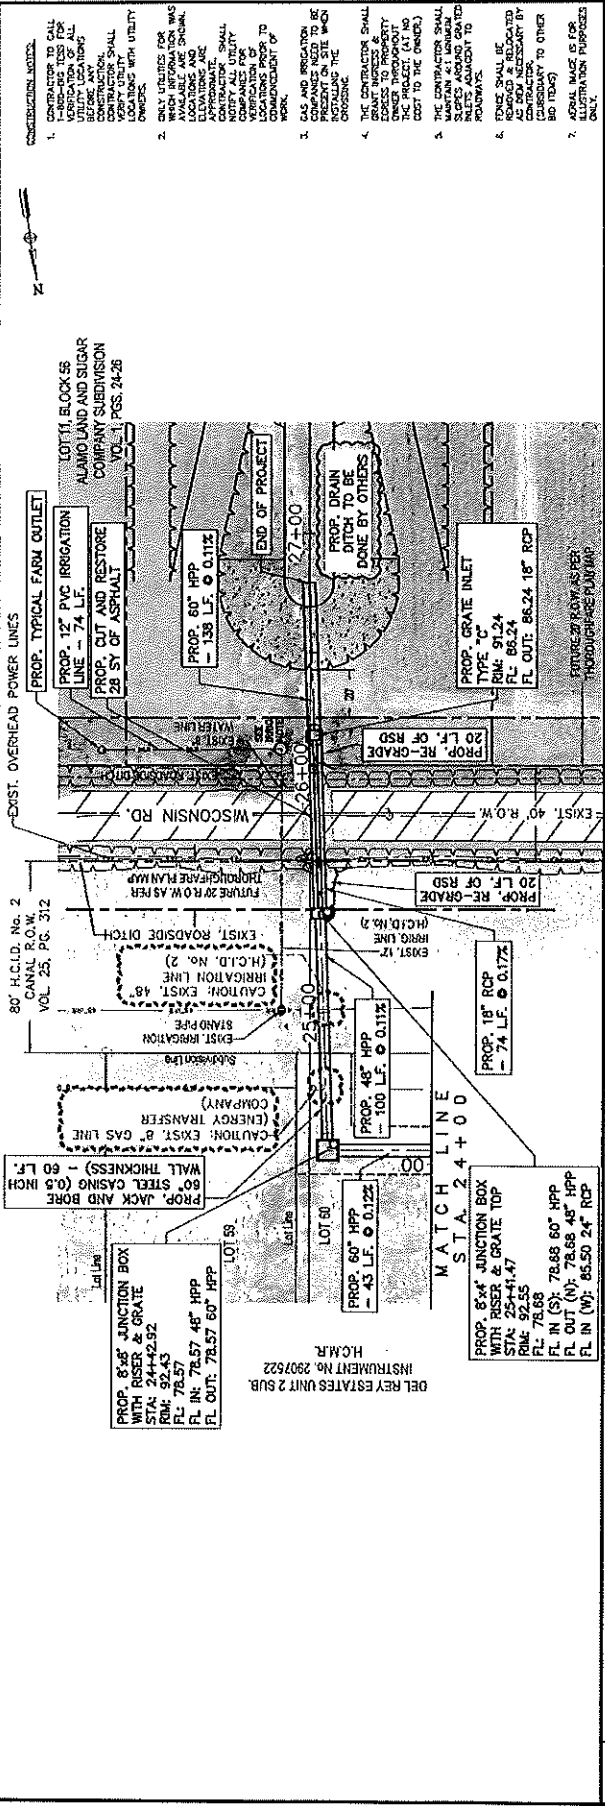 CONSTRUCTION NOTES:
1. CONTRACTOR TO CALL
1-800-DIG TESS FOR
VERIFICATION OF ALL
UTILITY LOCATIONS
BEFORE ANY
CONSTRUCTION.
CONTRACTOR SHALL
VERIFY UTILITY
LOCATIONS WITH UTILITY
OWNERS.
2. ONLY UTILITIES FOR
WHICH INFORMATION WAS
AVAILABLE ARE SHOWN.
LOCATIONS AND
ELEVATIONS ARE
APPROXIMATE.
CONTRACTOR SHALL
NOTIFY ALL UTILITY
COMPANIES FOR
VERIFICATION OF
LOCATIONS PRIOR TO
COMMENCEMENT OF
WORK.
3. GAS AND IRRIGATION
COMPANIES NEED TO BE
PRESENT ON SITE WHEN
INSTALLING THE
CROSSING.
4. THE CONTRACTOR SHALL
GRANT INGRESS &
EGRESS TO PROPERTY
OWNER THROUGHOUT
THE PROJECT. (AT NO
COST TO THE OWNER.)
5. THE CONTRACTOR SHALL
MAINTAIN 4:1 MINIMUM
SLOPES AROUND GRATED
INLETS ADJACENT TO
ROADWAYS.
6. FENCE SHALL BE
REMOVED & RELOCATED
AS NEW NECESSARY BY
CONTRACTOR.
(SUBSIDIARY TO OTHER
BID ITEMS)
7. AERIAL IMAGE IS FOR
ILLUSTRATION PURPOSES
ONLY.
N
LOT 11, BLOCK 56
ALAMO LAND AND SUGAR
COMPANY SUBDIVISION
VOL. 1, PGS. 24-26
EXIST. OVERHEAD POWER LINES
PROP. TYPICAL FARM OUTLET
PROP. 12" PVC IRRIGATION
LINE - 74 L.F.
PROP. CUT AND RESTORE
28 SY OF ASPHALT
PROP. 60" HPP
- 138 L.F. @ 0.11%
END OF PROJECT
27+00
PROP. DRAIN
DITCH TO BE
DONE BY OTHERS
PROP. GRATE INLET
TYPE "C"
RIM: 91.24
FL: 86.24
FL OUT: 86.24 18" RCP
FUTURE 20' R.O.W. AS PER
THOROUGHFARE PLAN MAP
EXIST.
WATERLINE
20'
26+00
PROP. RE-GRADE
20 L.F. OF RSD
EXIST. ROADSIDE DITCH
WISCONSIN RD.
EXIST. 40' R.O.W.
80' H.C.I.D. No. 2
CANAL R.O.W.
VOL. 25, PG. 312
FUTURE 20' R.O.W. AS PER
THOROUGHFARE PLAN MAP
EXIST. ROADSIDE DITCH
PROP. RE-GRADE
20 L.F. OF RSD
EXIST. 12"
IRRIG. LINE
(H.C.I.D. No. 2)
CAUTION: EXIST. 48"
IRRIGATION LINE
(H.C.I.D. No. 2)
EXIST. IRRIGATION
STAND PIPE
25+00
Subdivision Line
PROP. 18" RCP
- 74 L.F. @ 0.17%
PROP. 48" HPP
- 100 L.F. @ 0.11%
CAUTION: EXIST. 8" GAS LINE
(ENERGY TRANSFER
COMPANY)
PROP. JACK AND BORE
60" STEEL CASING (0.5 INCH
WALL THICKNESS) - 60 L.F.
MATCH LINE
STA. 24+00
00
Lot Line
LOT 59
Lot Line
LOT 60
PROP. 60" HPP
- 43 L.F. @ 0.12%
PROP. 8'x8' JUNCTION BOX
WITH RISER & GRATE
STA: 24+42.92
RIM: 92.43
FL: 78.57
FL IN: 78.57 48" HPP
FL OUT: 78.57 60" HPP
PROP. 8'x4' JUNCTION BOX
WITH RISER & GRATE TOP
STA: 25+41.47
RIM: 92.55
FL: 78.68
FL IN (S): 78.68 60" HPP
FL OUT (N): 78.68 48" HPP
FL IN (W): 85.50 24" RCP
DEL REY ESTATES UNIT 2 SUB.
INSTRUMENT No. 2907522
H.C.M.R.